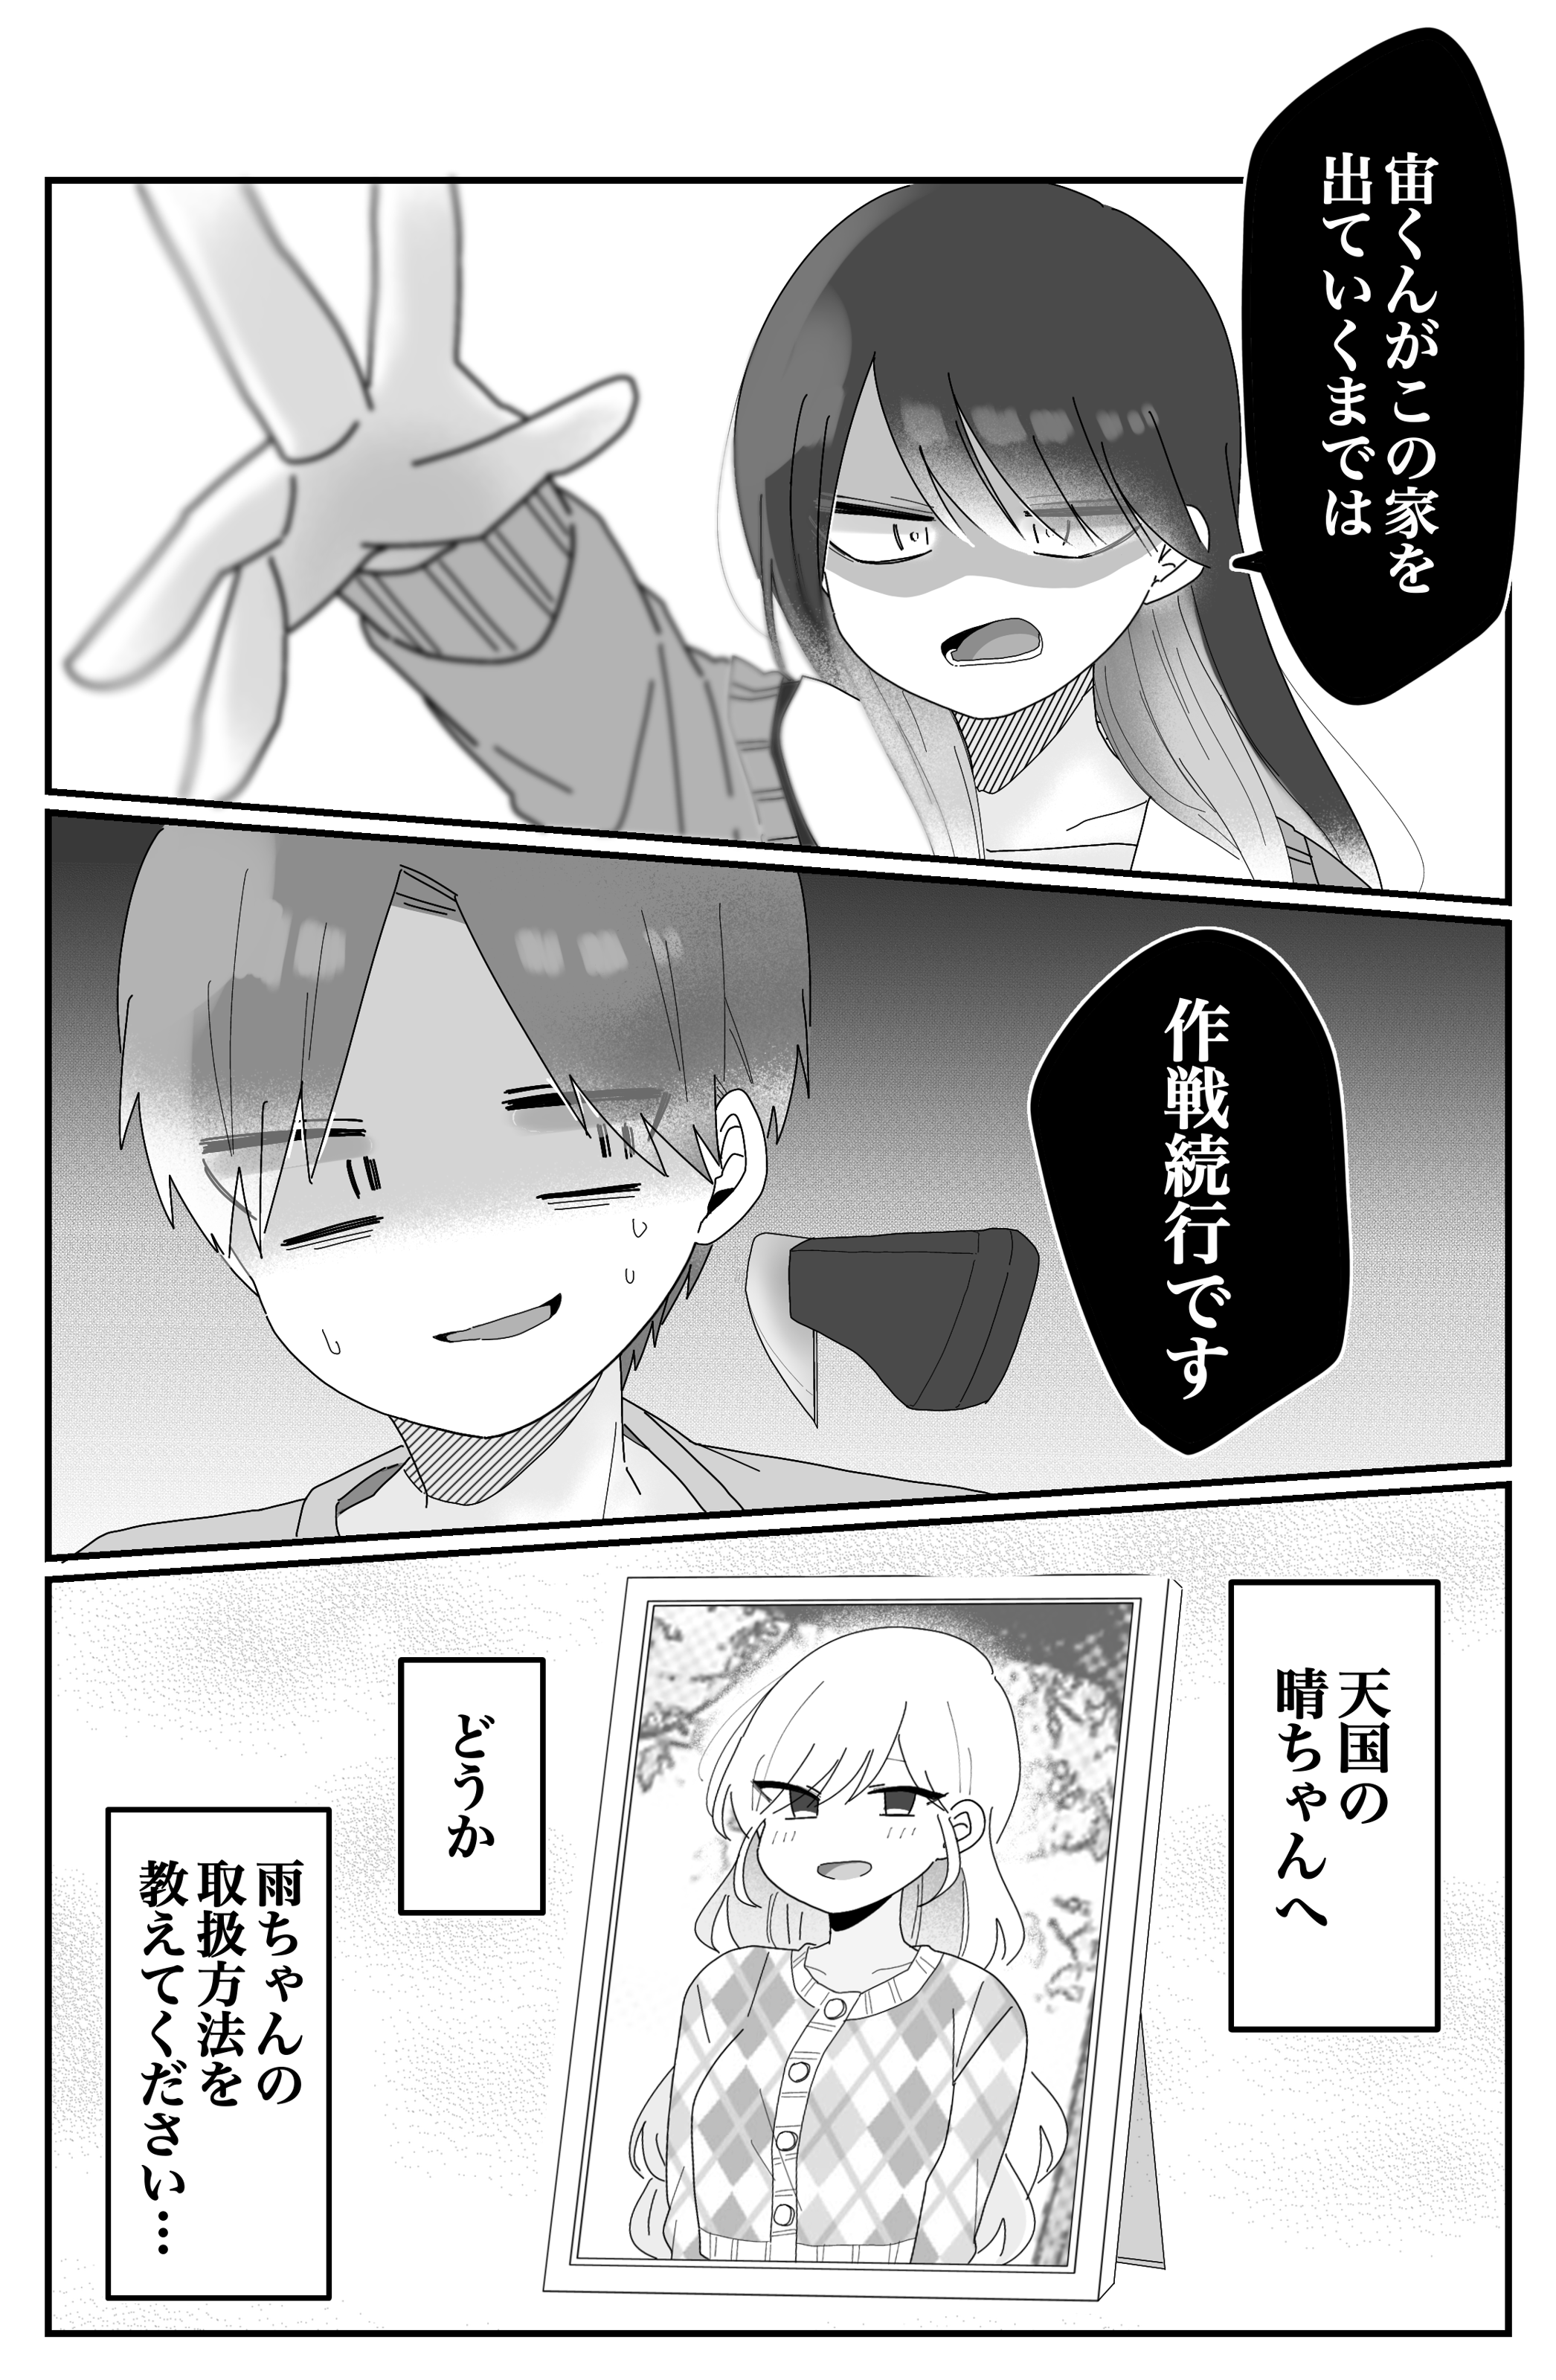 宙くんがこの家を
出ていくまでは
作戦続行です
天国の
晴ちゃんへ
どうか
雨ちゃんの
取扱方法を
教えてください…